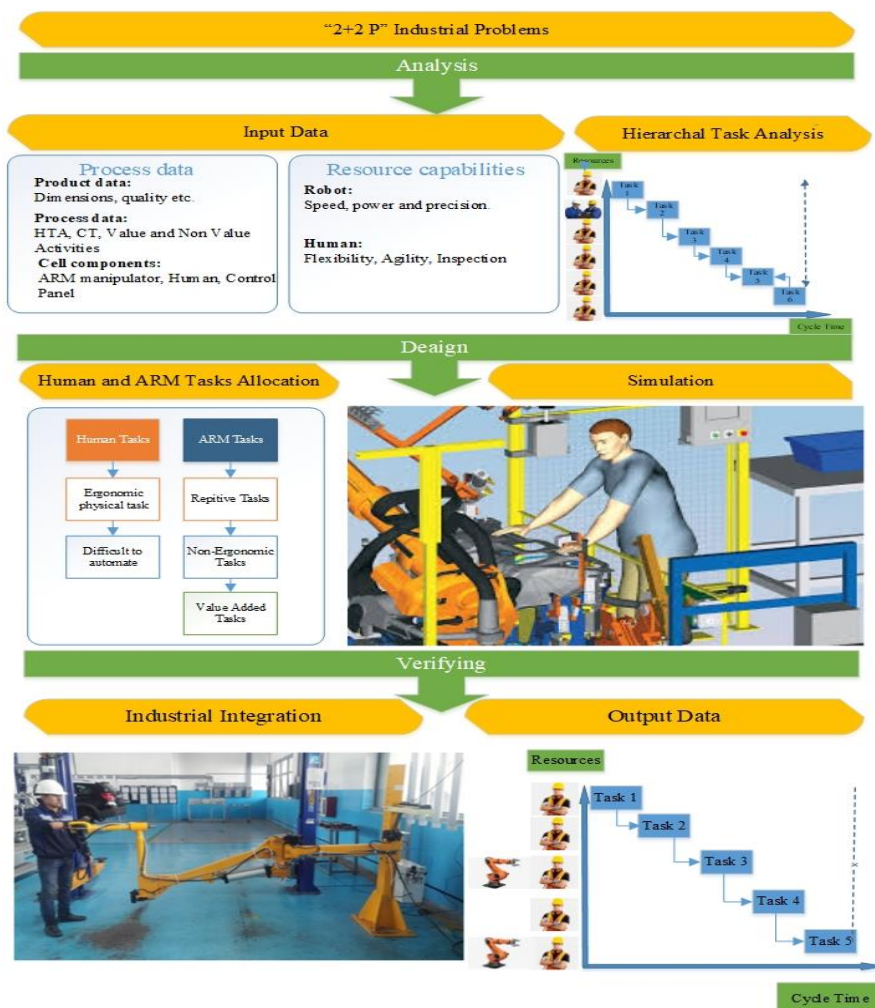 “2+2 P” Industrial Problems
Analysis
Input Data
Hierarchal Task Analysis
Process data
Product data:
Dimensions, quality etc.
Process data:
HTA, CT, Value and Non Value
Activities
Cell components:
ARM manipulator, Human, Control
Panel
Resource capabilities
Robot:
Speed, power and precision.
Human:
Flexibility, Agility, Inspection
Resources
Task
1
Task
2
Task
3
Task
4
Task
5
Task
6
Cycle Time
Deaign
Human and ARM Tasks Allocation
Simulation
Human Tasks
Ergonomic
physical task
Difficult to
automate
ARM Tasks
Repitive Tasks
Non-Ergonomic
Tasks
Value Added
Tasks
Verifying
Industrial Integration
Output Data
Resources
Task 1
Task 2
Task 3
Task 4
Task 5
Cycle Time